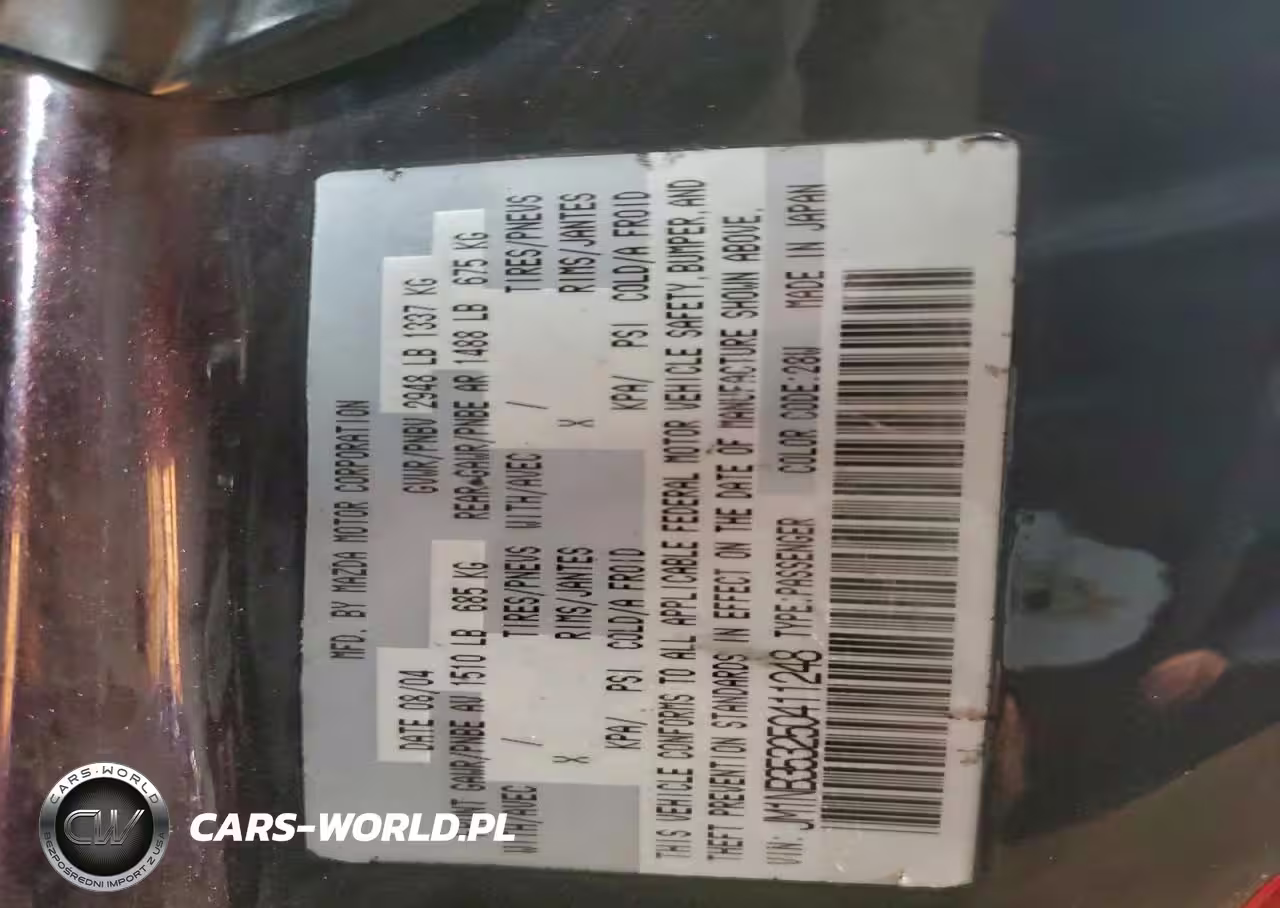 MFD. BY MAZDA MOTOR CORPORATION
DATE 08/04 GVWR/PNBV 2948 LB 1337 KG
GAWR/PNBE AV 1510 LB 685 KG REAR GAWR/PNBE AR 1488 LB 675 KG
WITH/AVEC / TIRES/PNEUS WITH/AVEC / TIRES/PNEUS
X RIMS/JANTES X RIMS/JANTES
KPA/ PSI COLD/A FROID KPA/ PSI COLD/A FROID
THIS VEHICLE CONFORMS TO ALL APPLICABLE FEDERAL MOTOR VEHICLE SAFETY, BUMPER, AND
THEFT PREVENTION STANDARDS IN EFFECT ON THE DATE OF MANUFACTURE SHOWN ABOVE.
VIN: JM1NB353250411248 TYPE:PASSENGER COLOR CODE:28W MADE IN JAPAN
CARS-WORLD
CW
BEZPOŚREDNI IMPORT Z USA
CARS-WORLD.PL